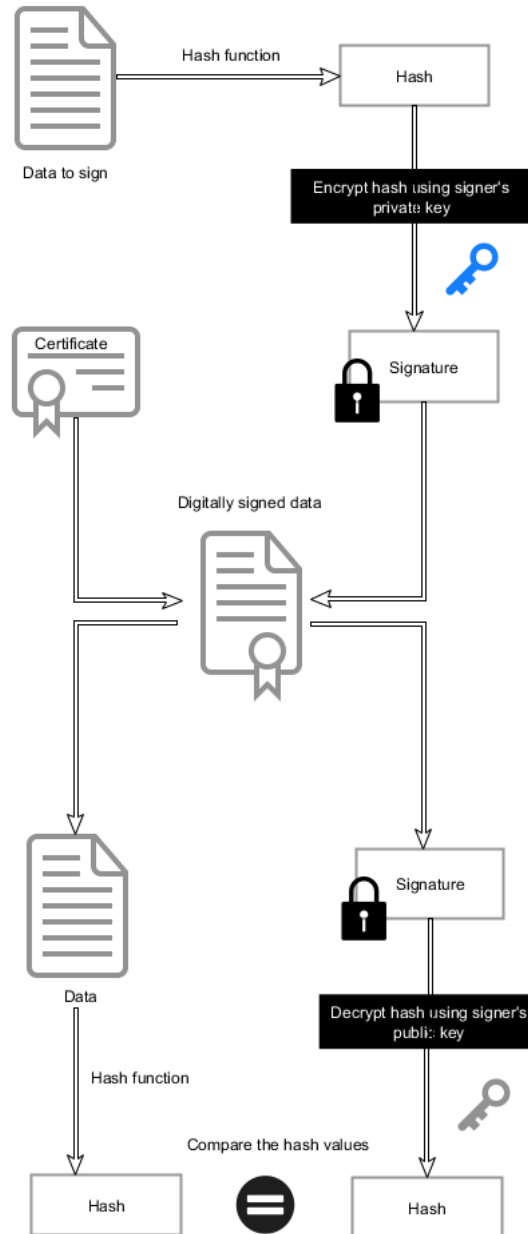 Hash function
Hash
Data to sign
Encrypt hash using signer's
private key
Certificate
Signature
Digitally signed data
Signature
Data
Decrypt hash using signer's
public key
Hash function
Compare the hash values
Hash
Hash